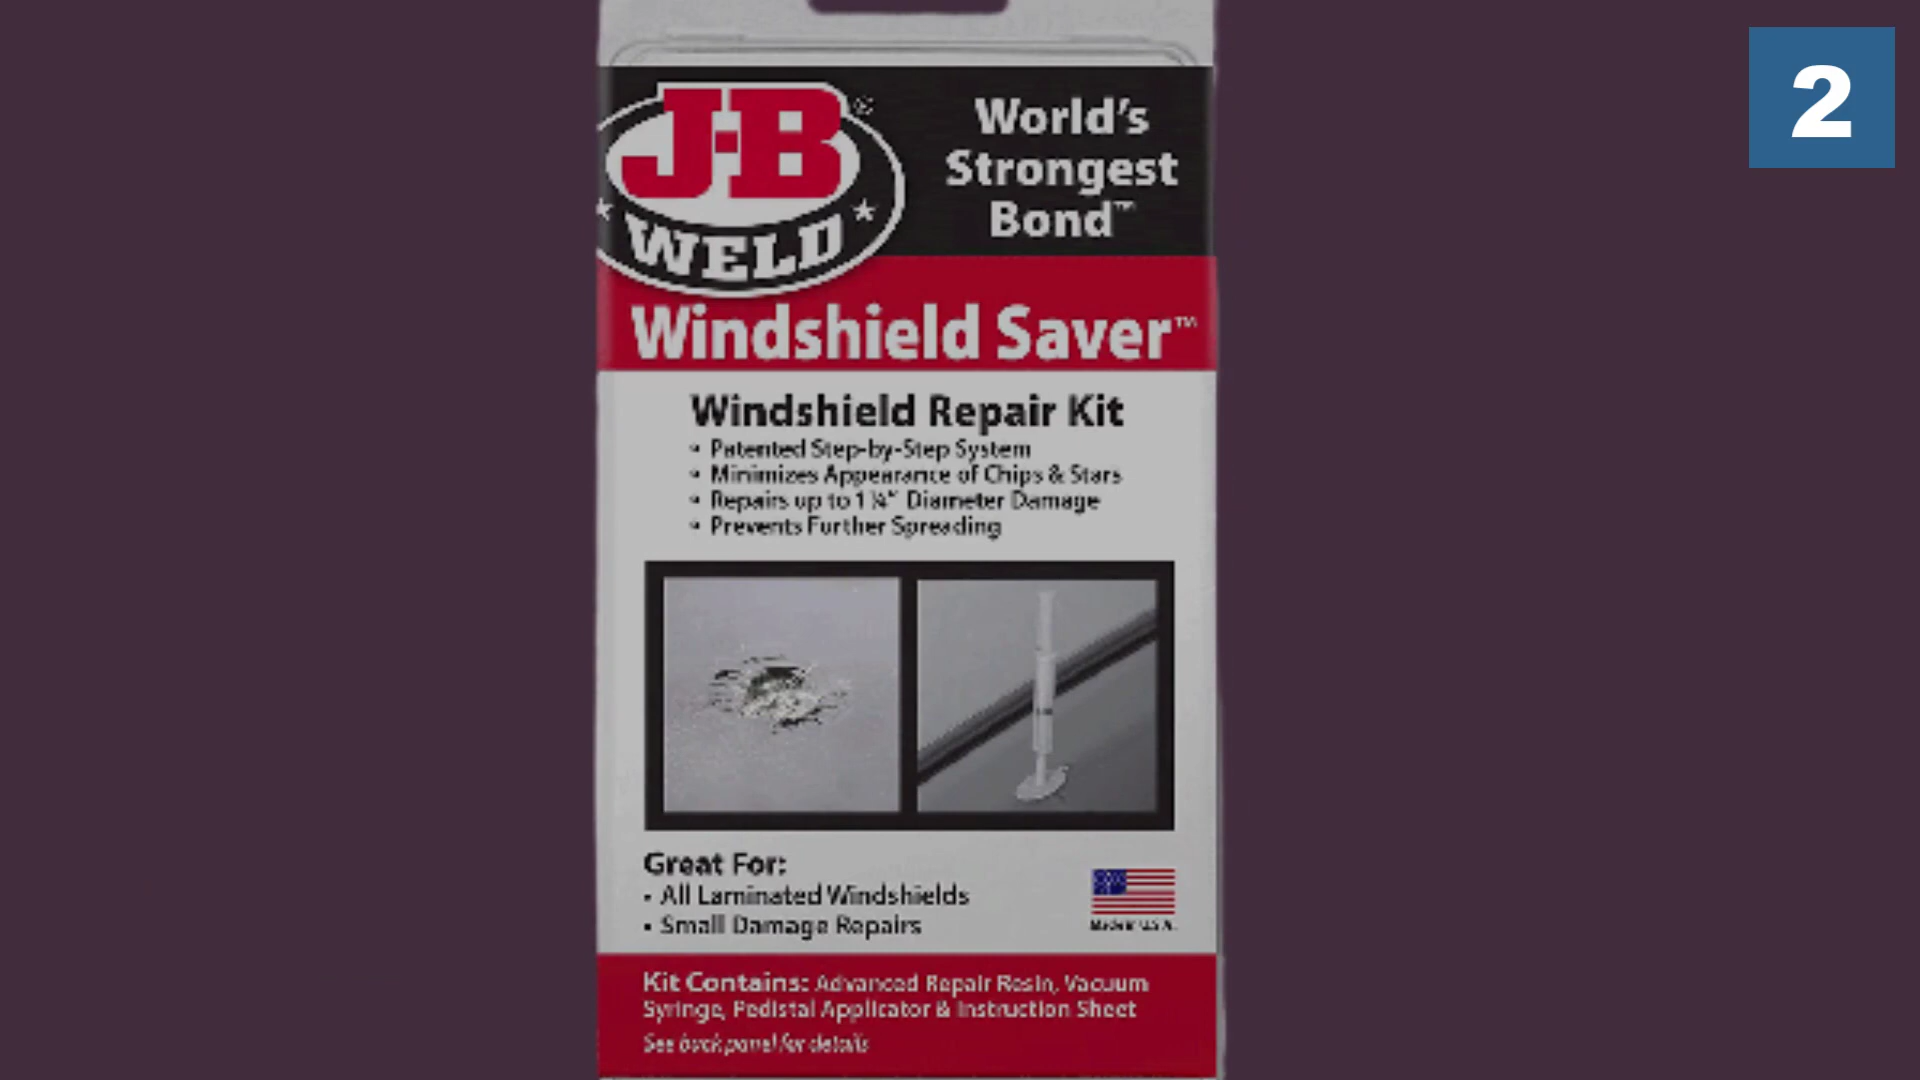 2
J-B
WELD
®
World's
Strongest
Bond™
Windshield Saver™
Windshield Repair Kit
• Patented Step-by-Step System
• Minimizes Appearance of Chips & Stars
• Repairs up to 1 ¼" Diameter Damage
• Prevents Further Spreading
Great For:
• All Laminated Windshields
• Small Damage Repairs
Made in U.S.A.
Kit Contains: Advanced Repair Resin, Vacuum
Syringe, Pedistal Applicator & Instruction Sheet
See back panel for details